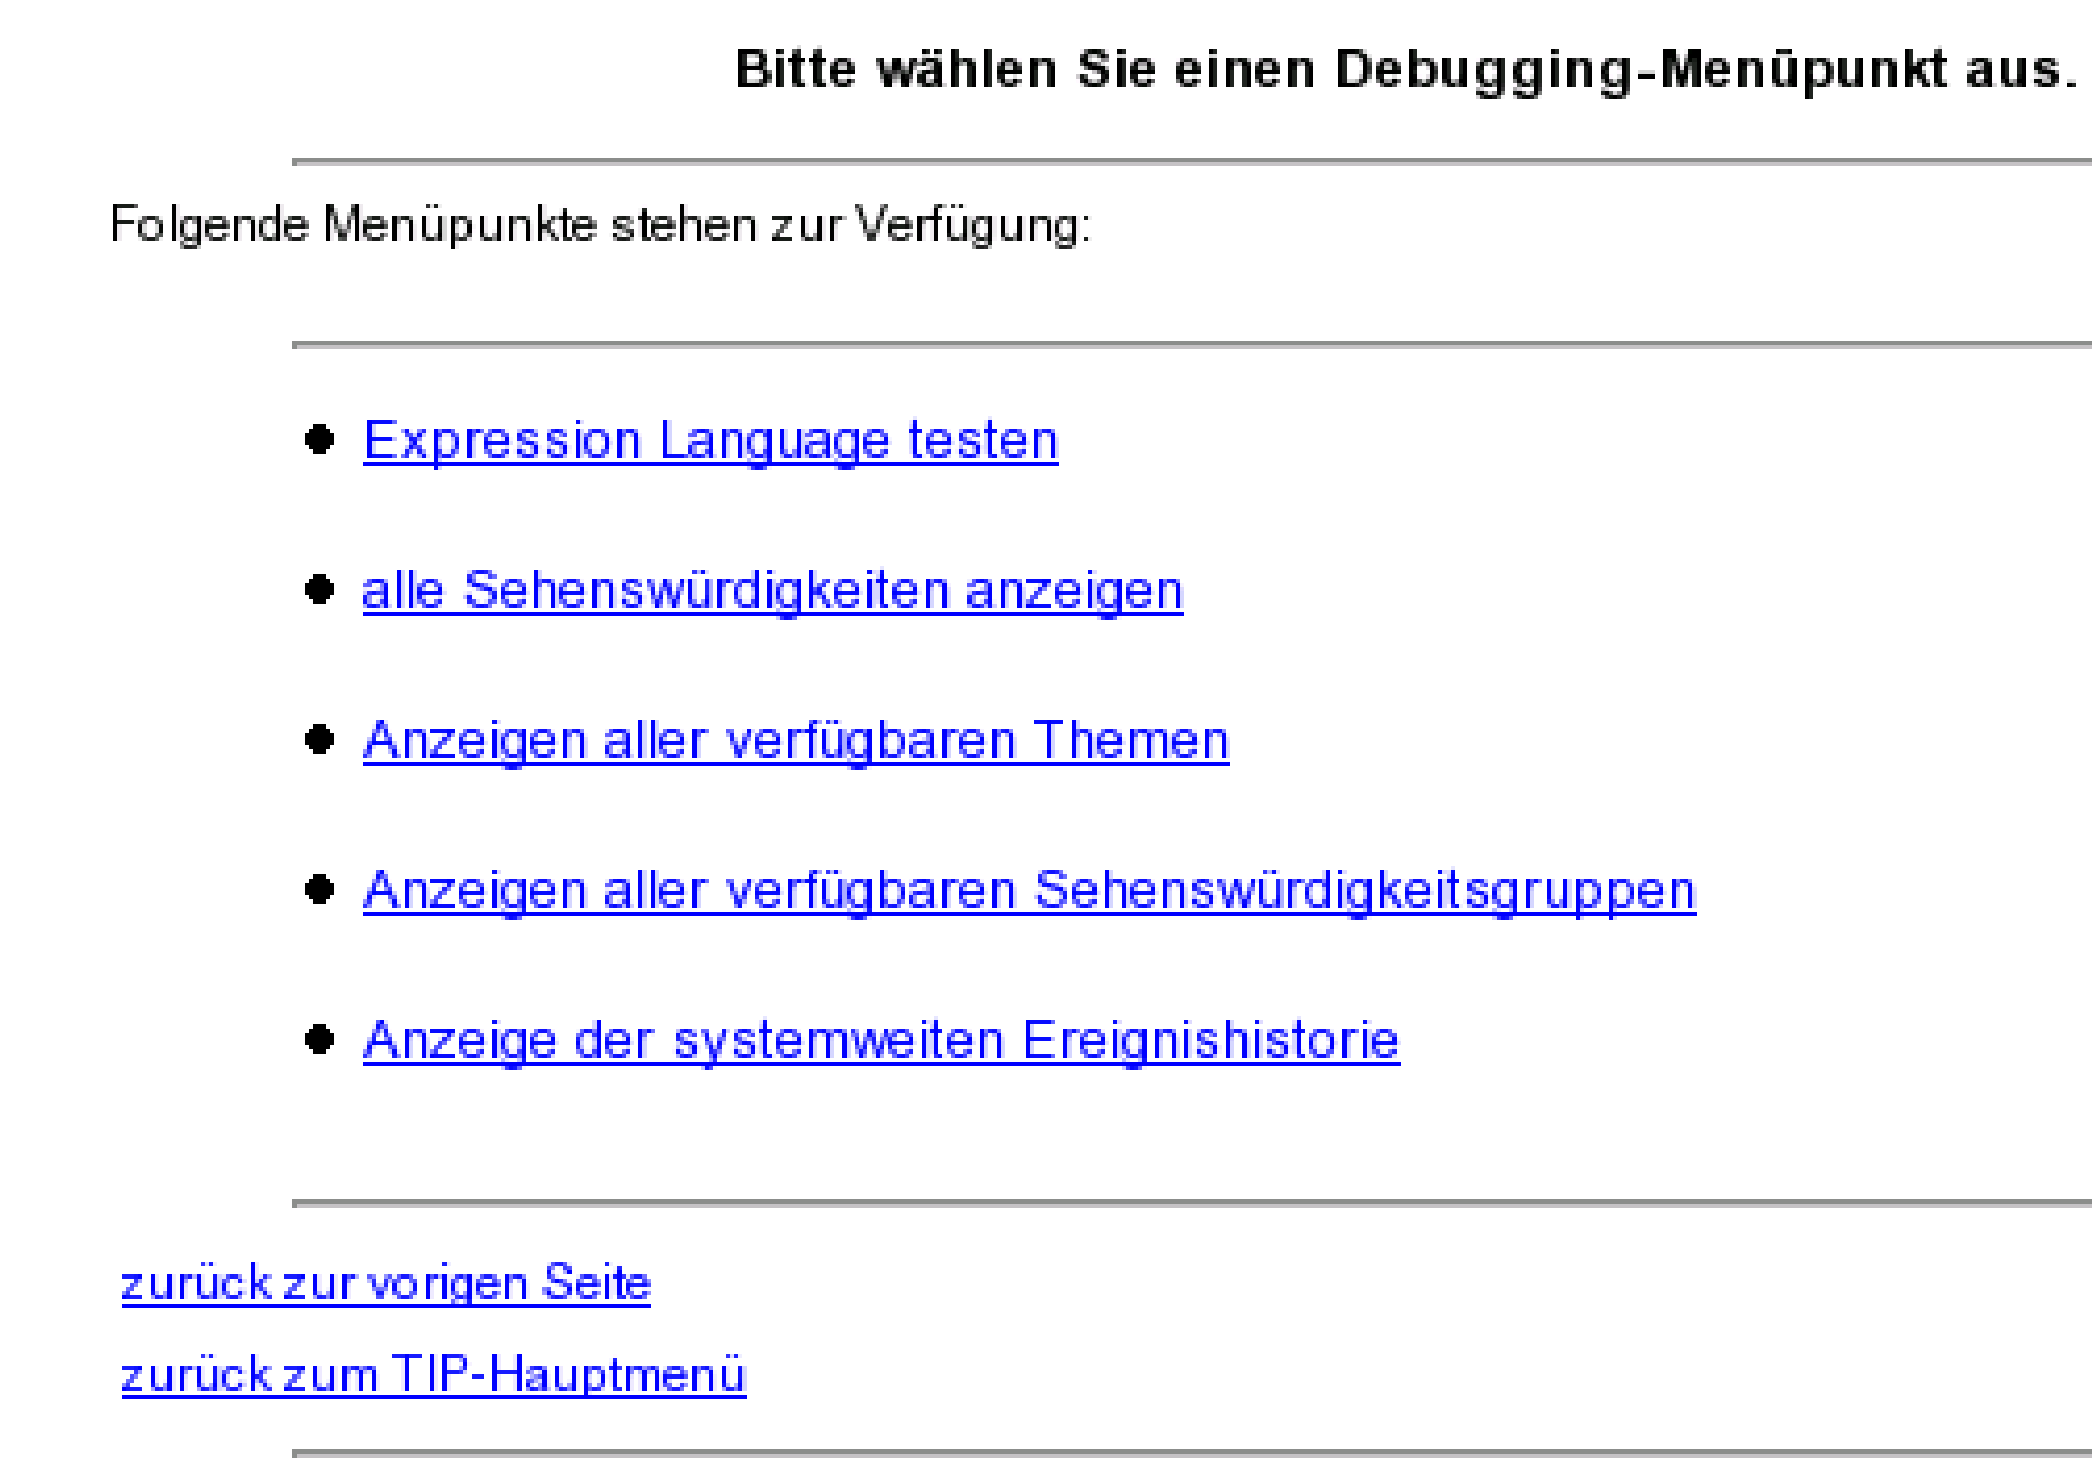 Bitte wählen Sie einen Debugging-Menüpunkt aus.
Folgende Menüpunkte stehen zur Verfügung:
Expression Language testen
alle Sehenswürdigkeiten anzeigen
Anzeigen aller verfügbaren Themen
Anzeigen aller verfügbaren Sehenswürdigkeitsgruppen
Anzeige der systemweiten Ereignishistorie
zurück zur vorigen Seite
zurück zum TIP-Hauptmenü